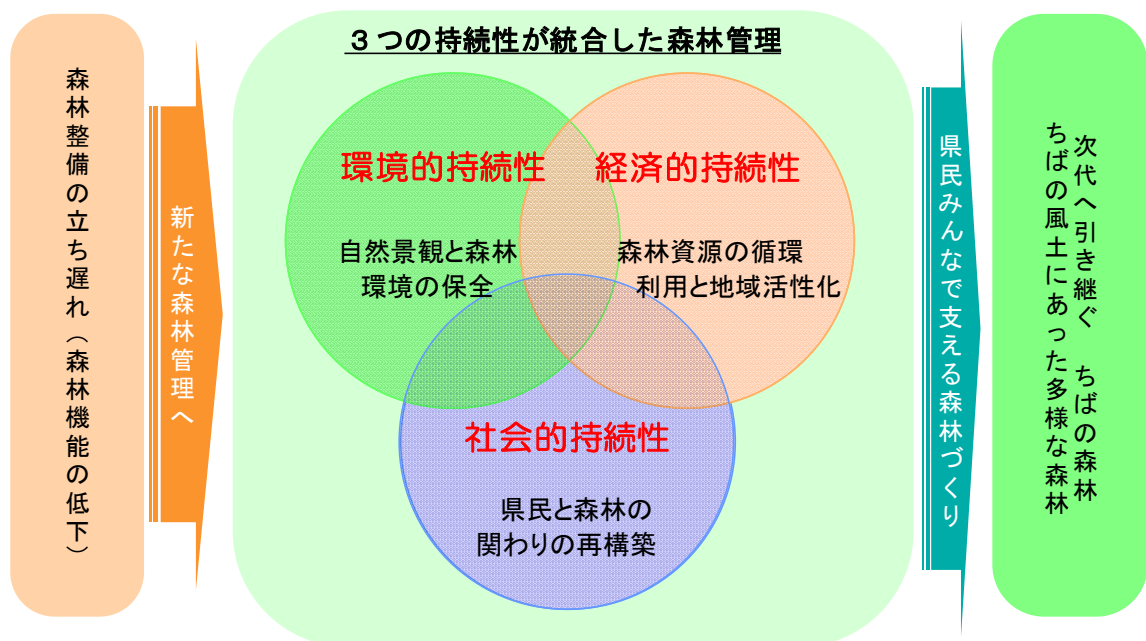 ３つの持続性が統合した森林管理
森林整備の立ち遅れ（森林機能の低下）
新たな森林管理へ
環境的持続性
自然景観と森林
環境の保全
経済的持続性
森林資源の循環
利用と地域活性化
社会的持続性
県民と森林の
関わりの再構築
県民みんなで支える森林づくり
次代へ引き継ぐ　ちばの森林
ちばの風土にあった多様な森林